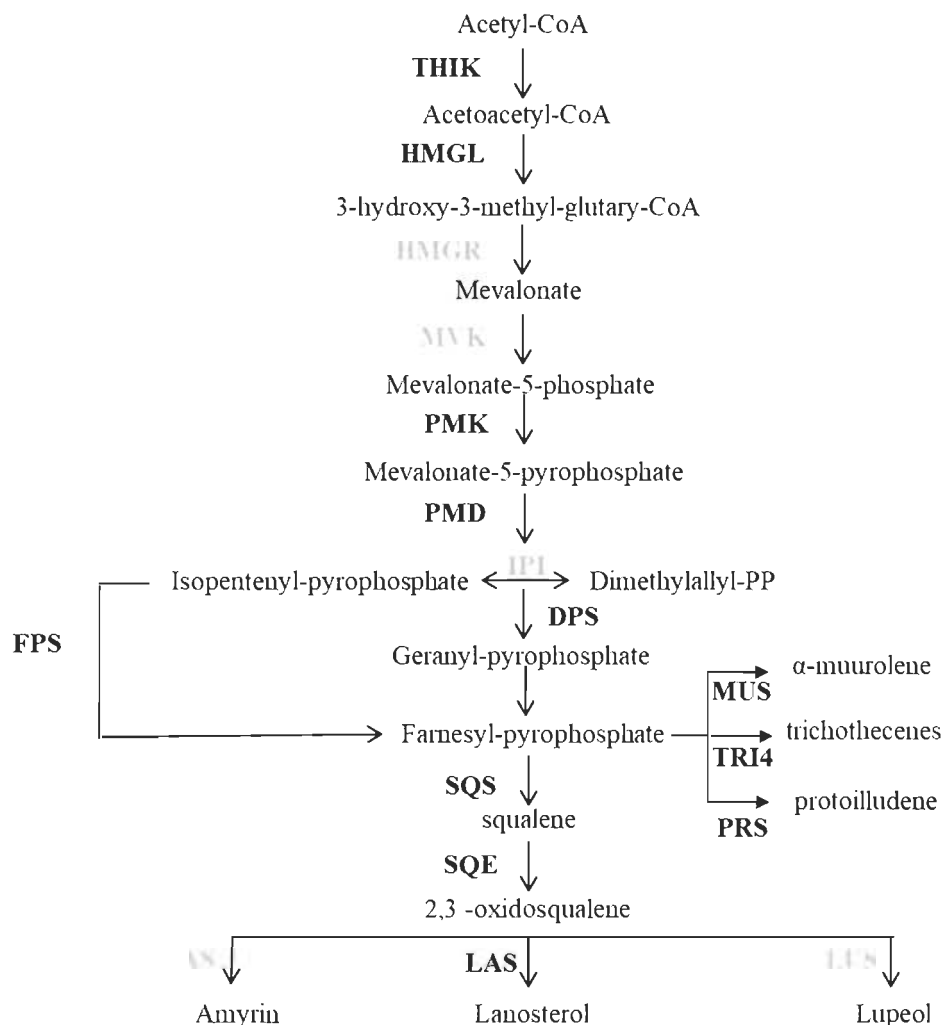 Acetyl-CoA
THIK
Acetoacetyl-CoA
HMGL
3-hydroxy-3-methyl-glutary-CoA
HMGR
Mevalonate
MVK
Mevalonate-5-phosphate
PMK
Mevalonate-5-pyrophosphate
PMD
IPI
Isopentenyl-pyrophosphate
Dimethylallyl-PP
DPS
FPS
Geranyl-pyrophosphate
α-muurolene
MUS
Farnesyl-pyrophosphate
trichothecenes
TRI4
SQS
protoilludene
PRS
squalene
SQE
2,3 -oxidosqualene
LAS
LUS
Amyrin
Lanosterol
Lupeol